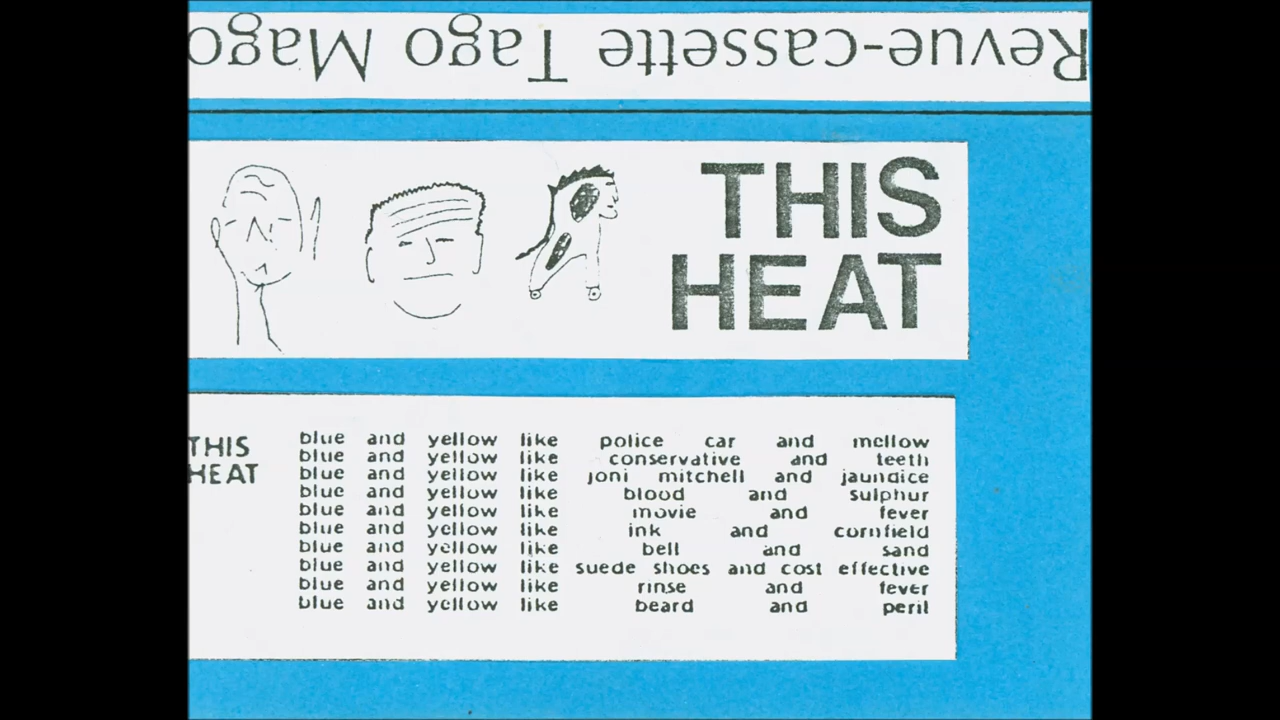 Revue-cassette Tago Mago
THIS
HEAT
THIS
HEAT
blue and yellow like police car and mellow
blue and yellow like conservative and teeth
blue and yellow like joni mitchell and jaundice
blue and yellow like blood and sulphur
blue and yellow like movie and fever
blue and yellow like ink and cornfield
blue and yellow like bell and sand
blue and yellow like suede shoes and cost effective
blue and yellow like rinse and fever
blue and yellow like beard and peril